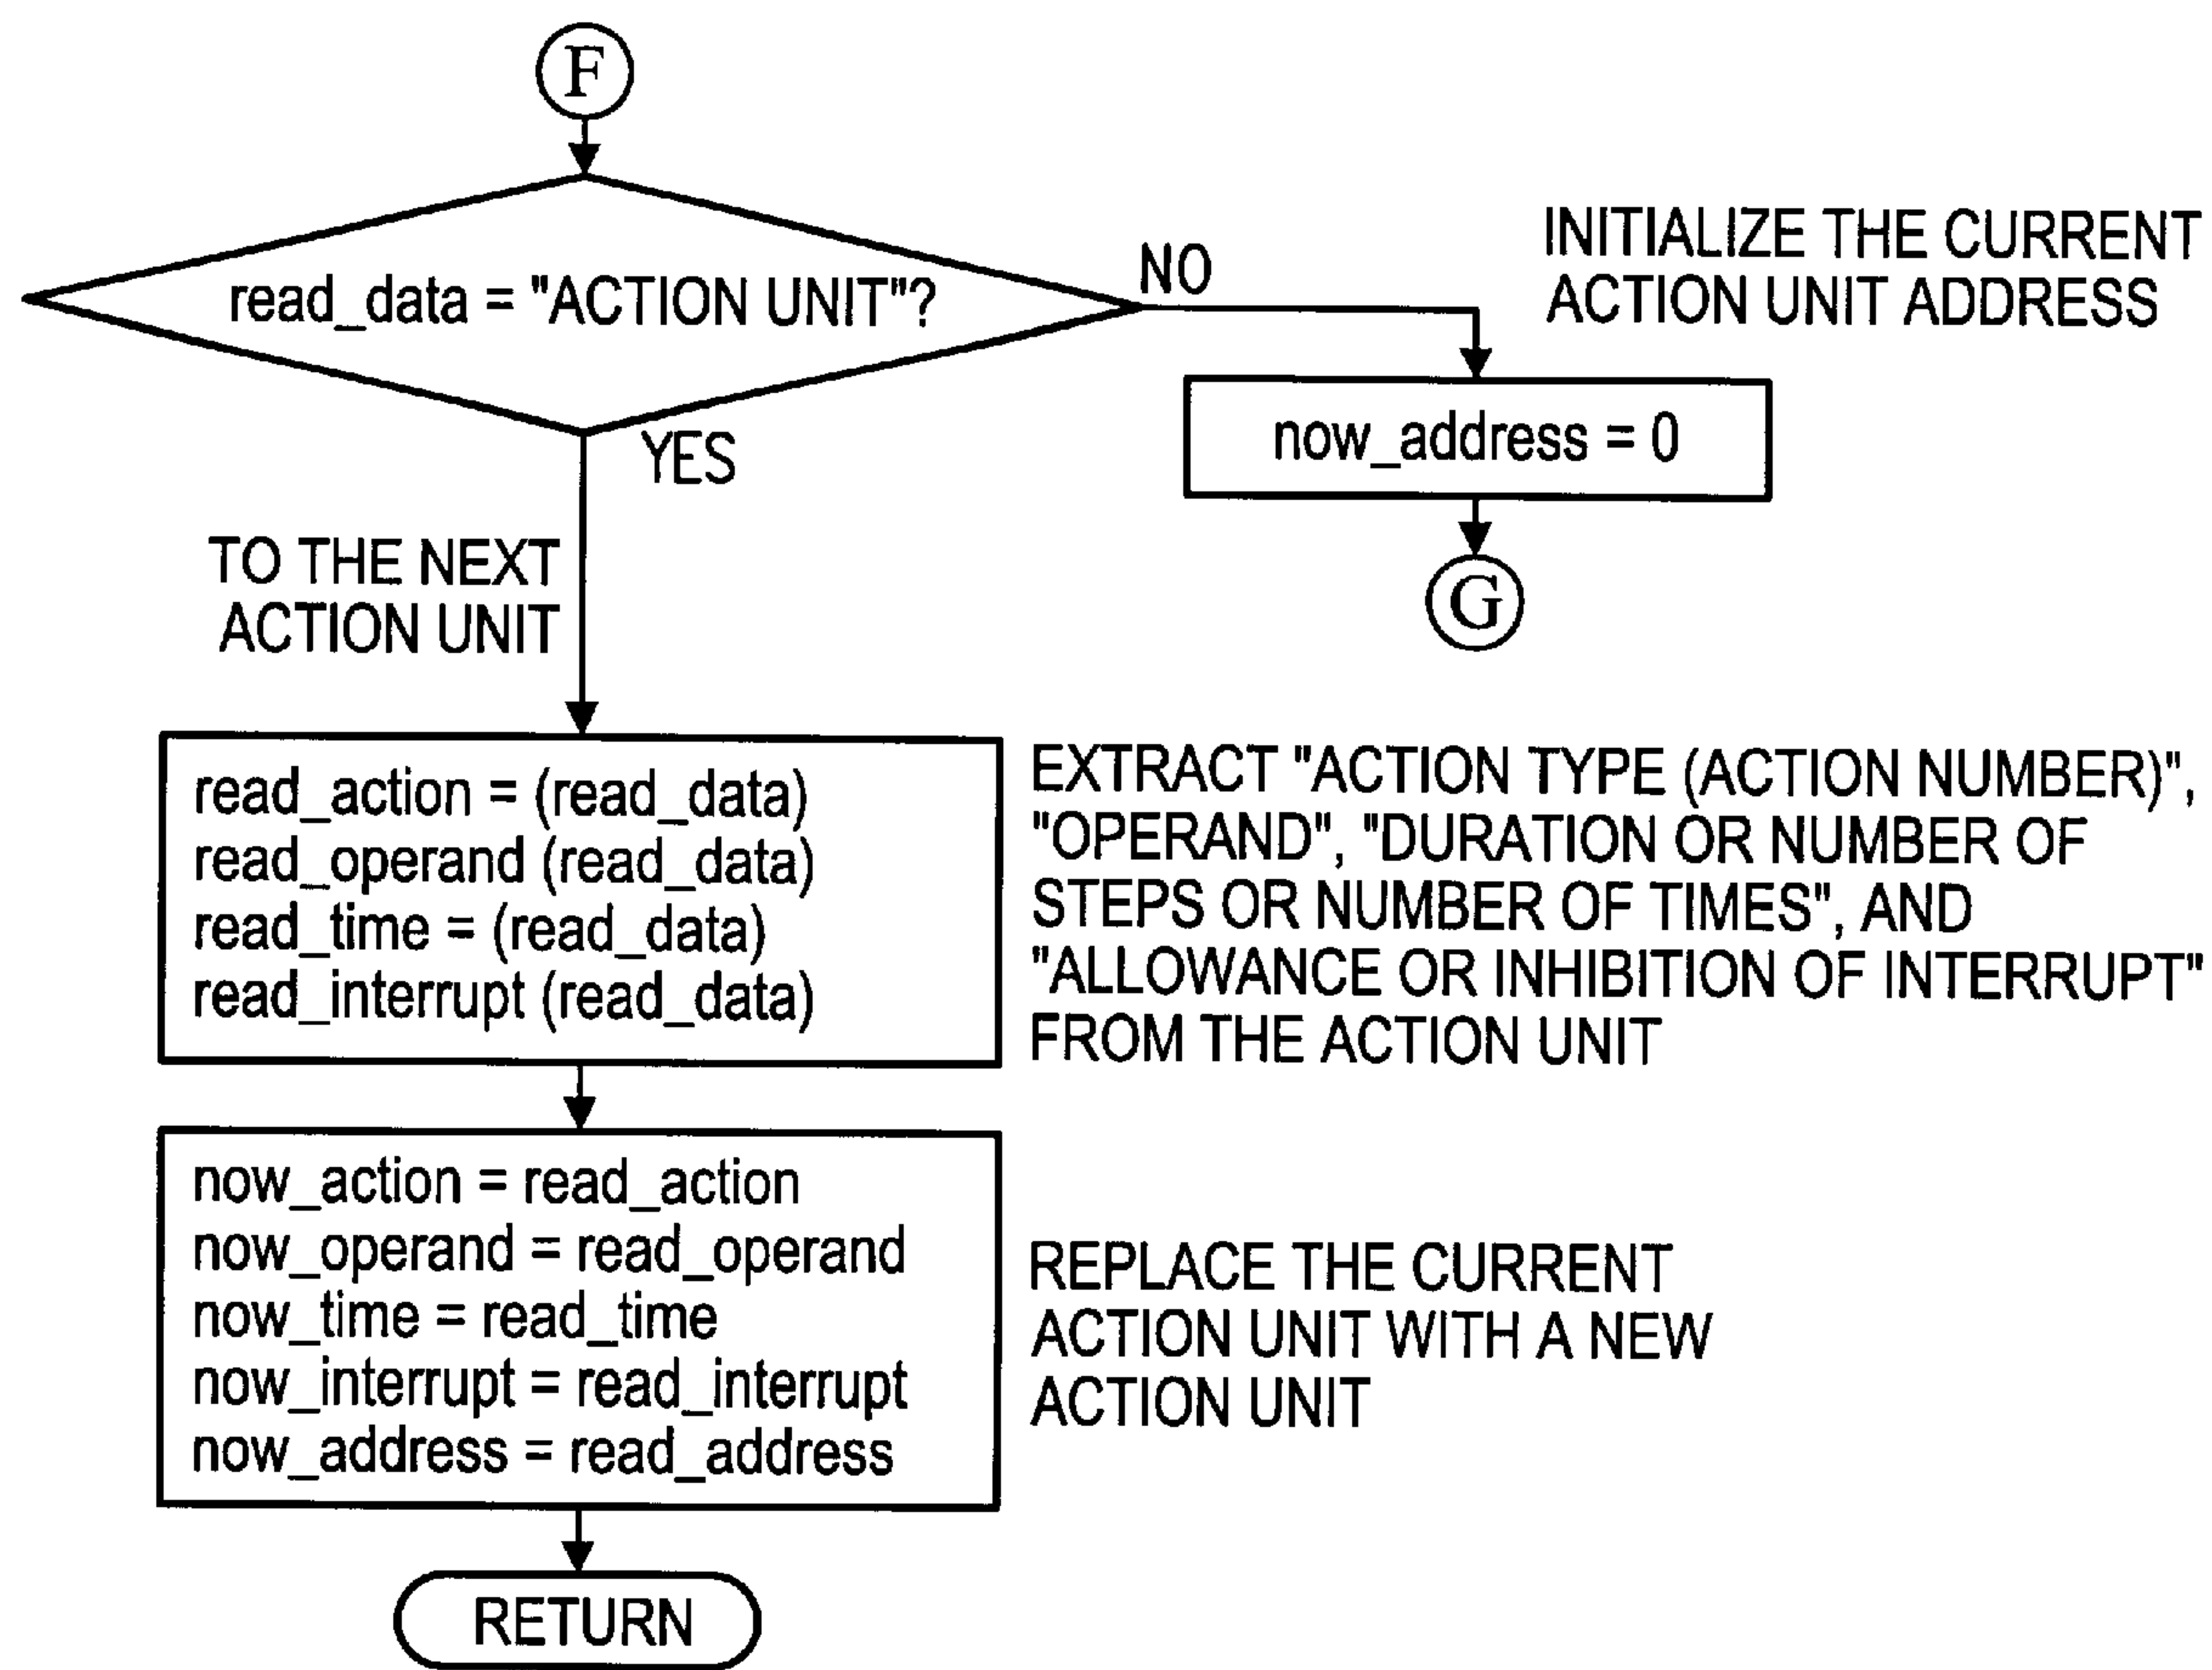 F
read_data = "ACTION UNIT"?
NO
INITIALIZE THE CURRENT
ACTION UNIT ADDRESS
now_address = 0
G
YES
TO THE NEXT
ACTION UNIT
read_action = (read_data)
read_operand (read_data)
read_time = (read_data)
read_interrupt (read_data)
EXTRACT "ACTION TYPE (ACTION NUMBER)",
"OPERAND", "DURATION OR NUMBER OF
STEPS OR NUMBER OF TIMES", AND
"ALLOWANCE OR INHIBITION OF INTERRUPT"
FROM THE ACTION UNIT
now_action = read_action
now_operand = read_operand
now_time = read_time
now_interrupt = read_interrupt
now_address = read_address
REPLACE THE CURRENT
ACTION UNIT WITH A NEW
ACTION UNIT
RETURN